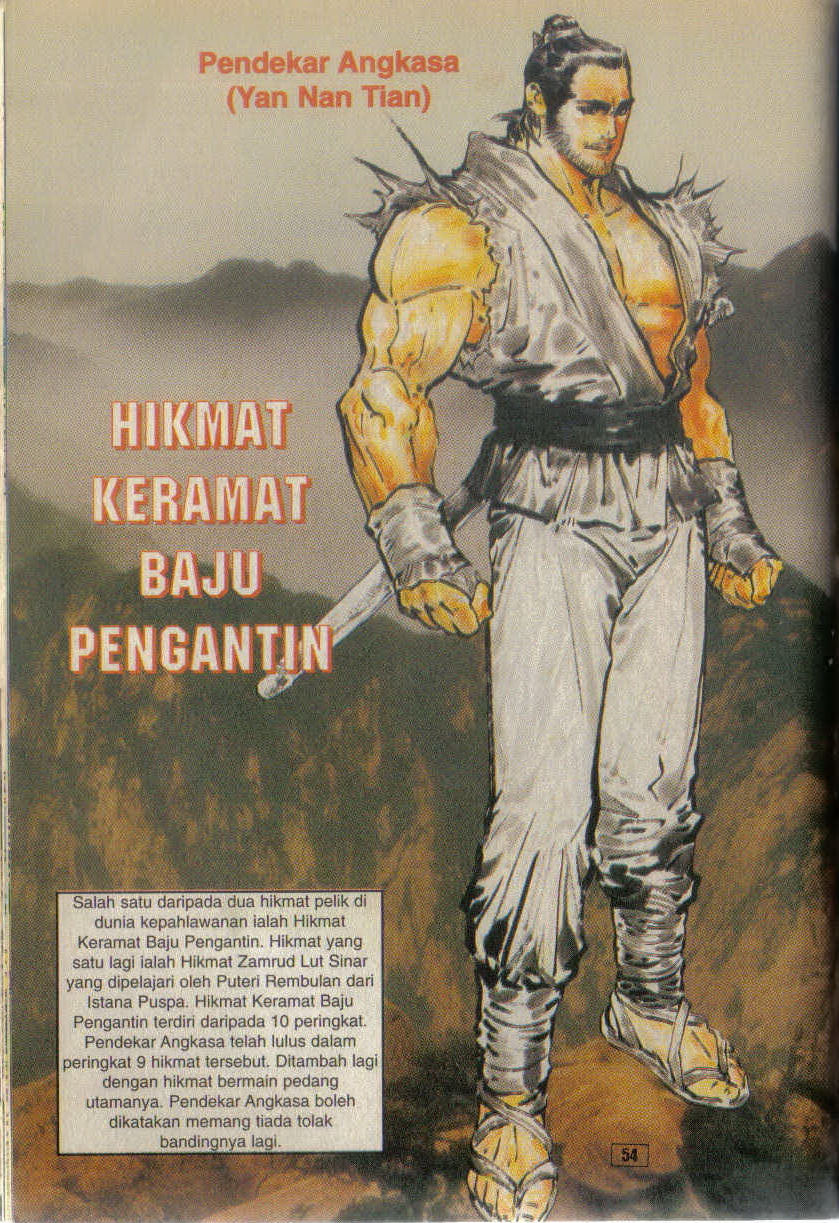 Pendekar Angkasa
(Yan Nan Tian)
HIKMAT
KERAMAT
BAJU
PENGANTIN
Salah satu daripada dua hikmat pelik di
dunia kepahlawanan ialah Hikmat
Keramat Baju Pengantin. Hikmat yang
satu lagi ialah Hikmat Zamrud Lut Sinar
yang dipelajari oleh Puteri Rembulan dari
Istana Puspa. Hikmat Keramat Baju
Pengantin terdiri daripada 10 peringkat.
Pendekar Angkasa telah lulus dalam
peringkat 9 hikmat tersebut. Ditambah lagi
dengan hikmat bermain pedang
utamanya. Pendekar Angkasa boleh
dikatakan memang tiada tolak
bandingnya lagi.
54